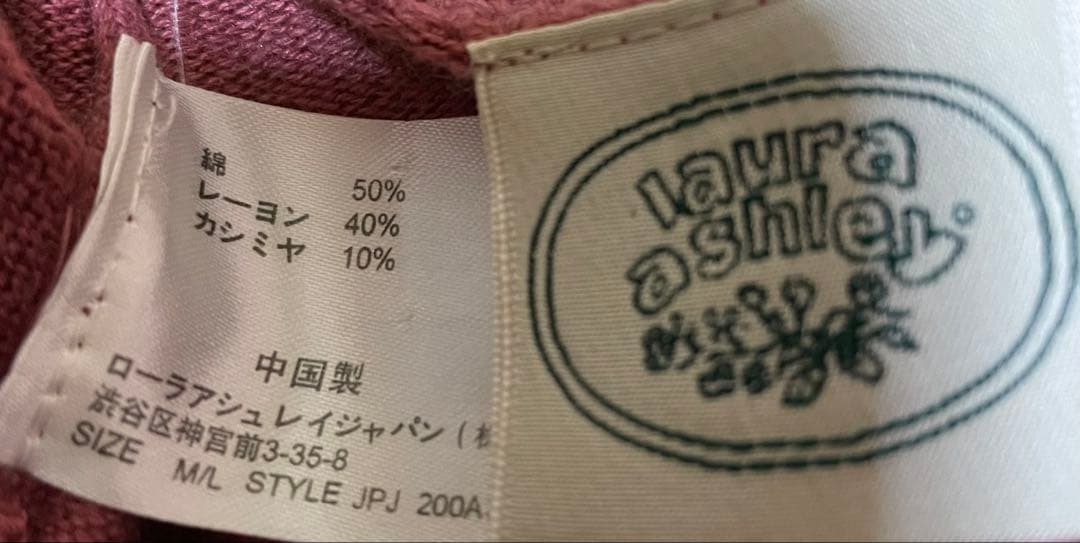 綿 50%
レーヨン 40%
カシミヤ 10%
中国製
ローラアシュレイジャパン(
渋谷区神宮前3-35-8
SIZE M/L STYLE JPJ 200A
laura
ashley